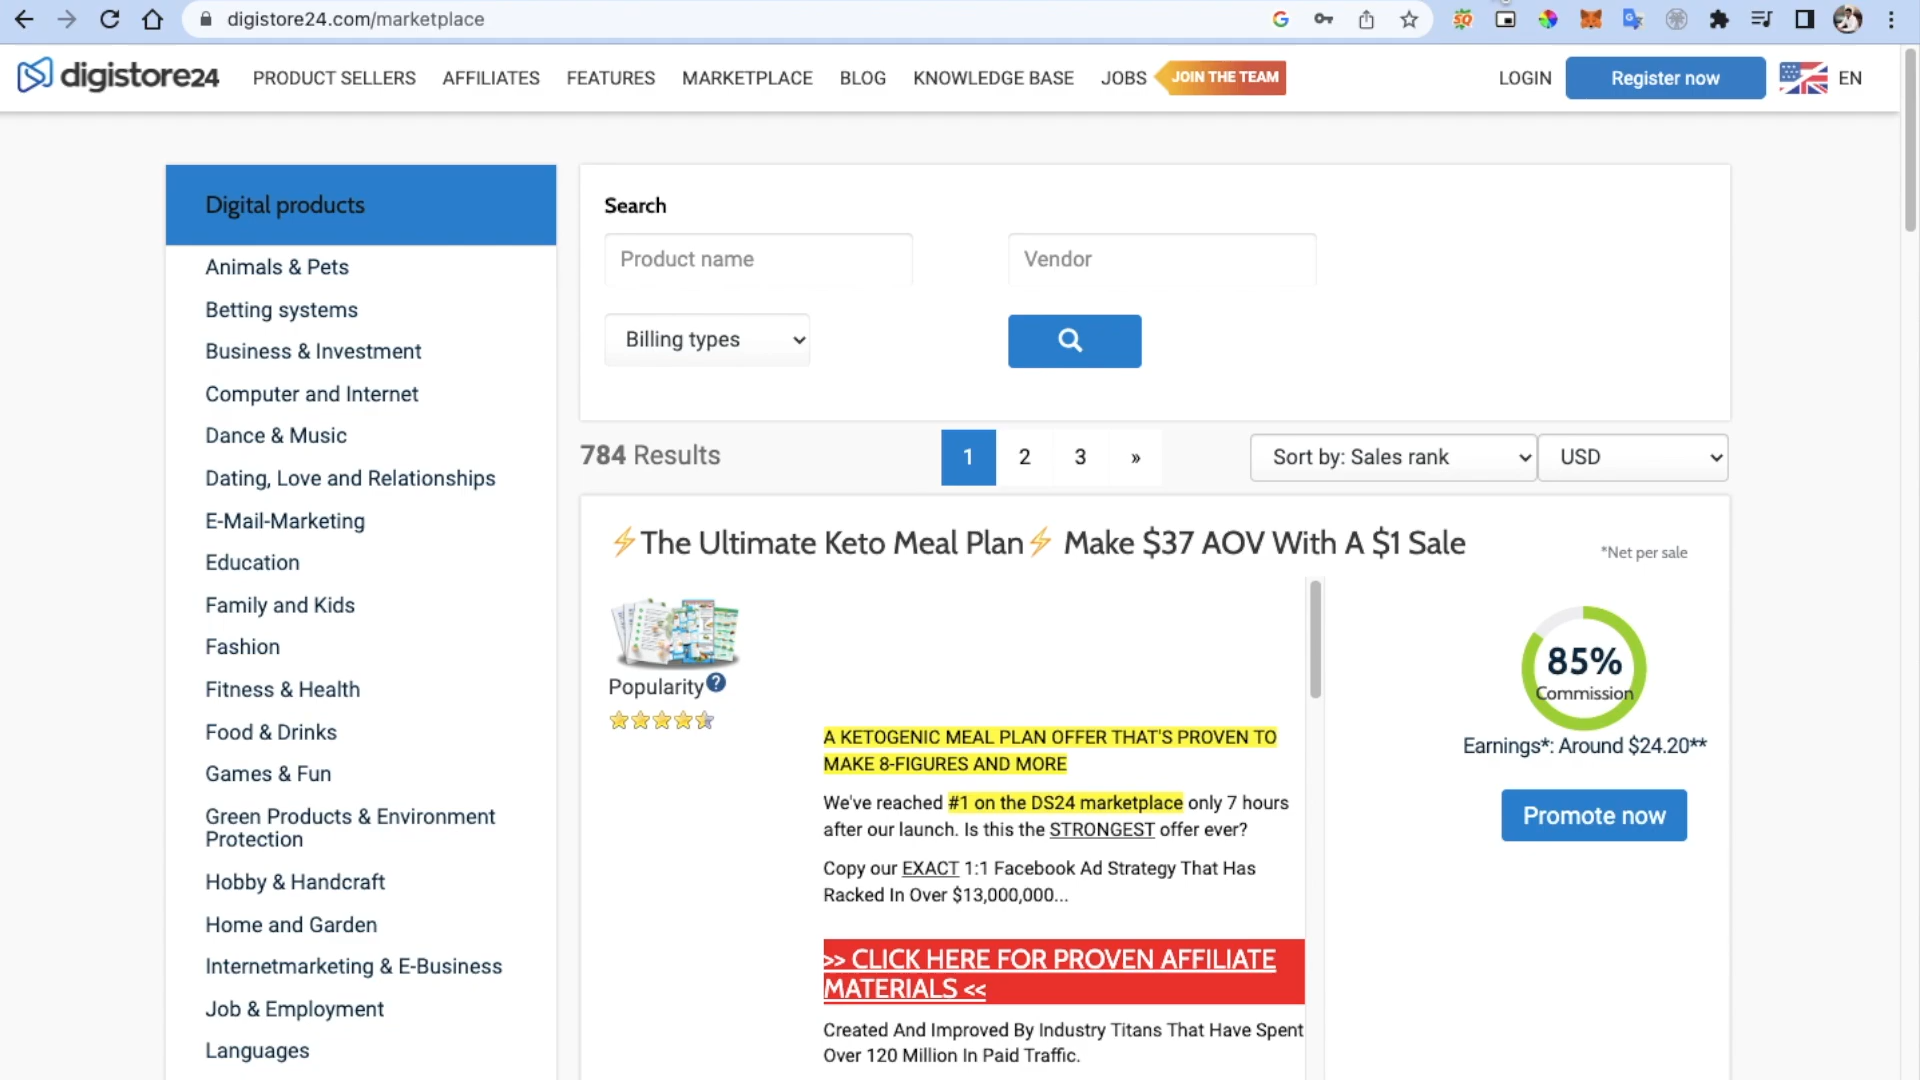 digistore24.com/marketplace
digistore24 PRODUCT SELLERS AFFILIATES FEATURES MARKETPLACE BLOG KNOWLEDGE BASE JOBS JOIN THE TEAM LOGIN Register now EN
Digital products
Animals & Pets
Betting systems
Business & Investment
Computer and Internet
Dance & Music
Dating, Love and Relationships
E-Mail-Marketing
Education
Family and Kids
Fashion
Fitness & Health
Food & Drinks
Games & Fun
Green Products & Environment
Protection
Hobby & Handcraft
Home and Garden
Internetmarketing & E-Business
Job & Employment
Languages
Search
Product name Vendor
Billing types
784 Results 1 2 3 » Sort by: Sales rank USD
⚡The Ultimate Keto Meal Plan⚡ Make $37 AOV With A $1 Sale
*Net per sale
Popularity
A KETOGENIC MEAL PLAN OFFER THAT'S PROVEN TO
MAKE 8-FIGURES AND MORE
We've reached #1 on the DS24 marketplace only 7 hours
after our launch. Is this the STRONGEST offer ever?
Copy our EXACT 1:1 Facebook Ad Strategy That Has
Racked In Over $13,000,000...
>> CLICK HERE FOR PROVEN AFFILIATE
MATERIALS <<
Created And Improved By Industry Titans That Have Spent
Over 120 Million In Paid Traffic.
85%
Commission
Earnings*: Around $24.20**
Promote now